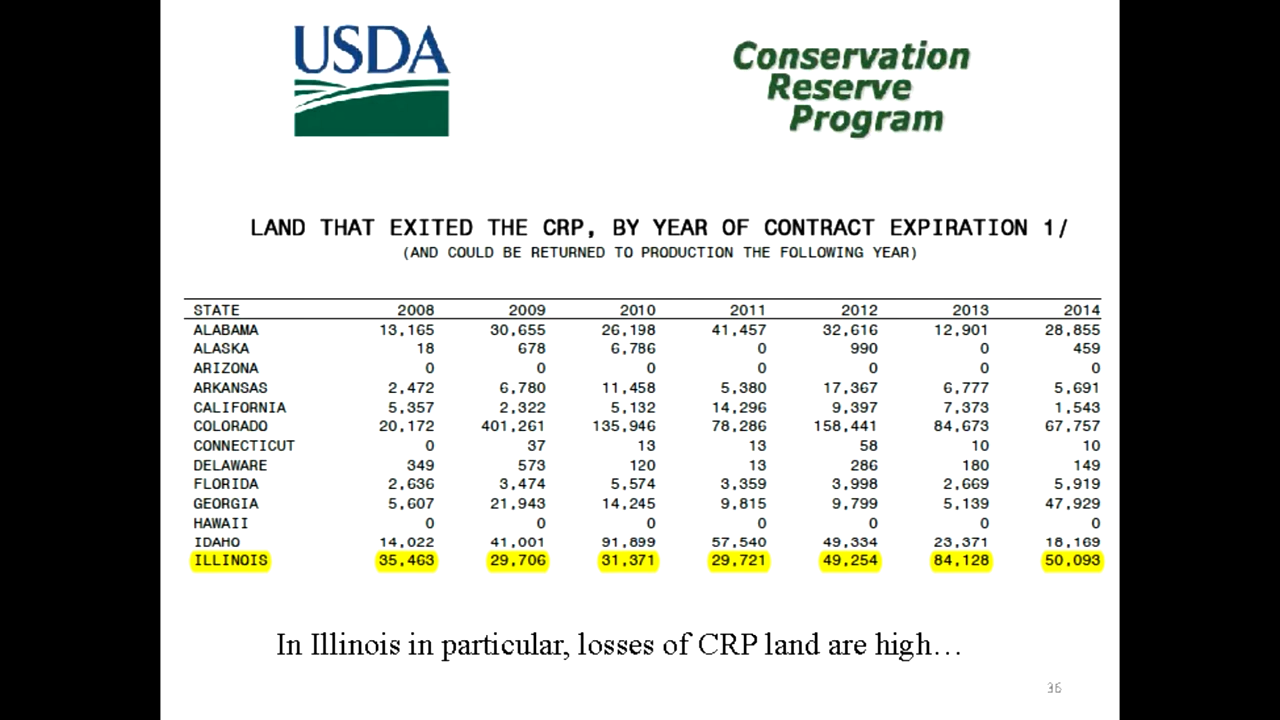 USDA
Conservation
Reserve
Program
LAND THAT EXITED THE CRP, BY YEAR OF CONTRACT EXPIRATION 1/
(AND COULD BE RETURNED TO PRODUCTION THE FOLLOWING YEAR)
STATE 2008 2009 2010 2011 2012 2013 2014
ALABAMA 13,165 30,655 26,198 41,457 32,616 12,901 28,855
ALASKA 18 678 6,786 0 990 0 459
ARIZONA 0 0 0 0 0 0 0
ARKANSAS 2,472 6,780 11,458 5,380 17,367 6,777 5,691
CALIFORNIA 5,357 2,322 5,132 14,296 9,397 7,373 1,543
COLORADO 20,172 401,261 135,946 78,286 158,441 84,673 67,757
CONNECTICUT 0 37 13 13 58 10 10
DELAWARE 349 573 120 13 286 180 149
FLORIDA 2,636 3,474 5,574 3,359 3,998 2,669 5,919
GEORGIA 5,607 21,943 14,245 9,815 9,799 5,139 47,929
HAWAII 0 0 0 0 0 0 0
IDAHO 14,022 41,001 91,899 57,540 49,334 23,371 18,169
ILLINOIS 35,463 29,706 31,371 29,721 49,254 84,128 50,093
In Illinois in particular, losses of CRP land are high…
36